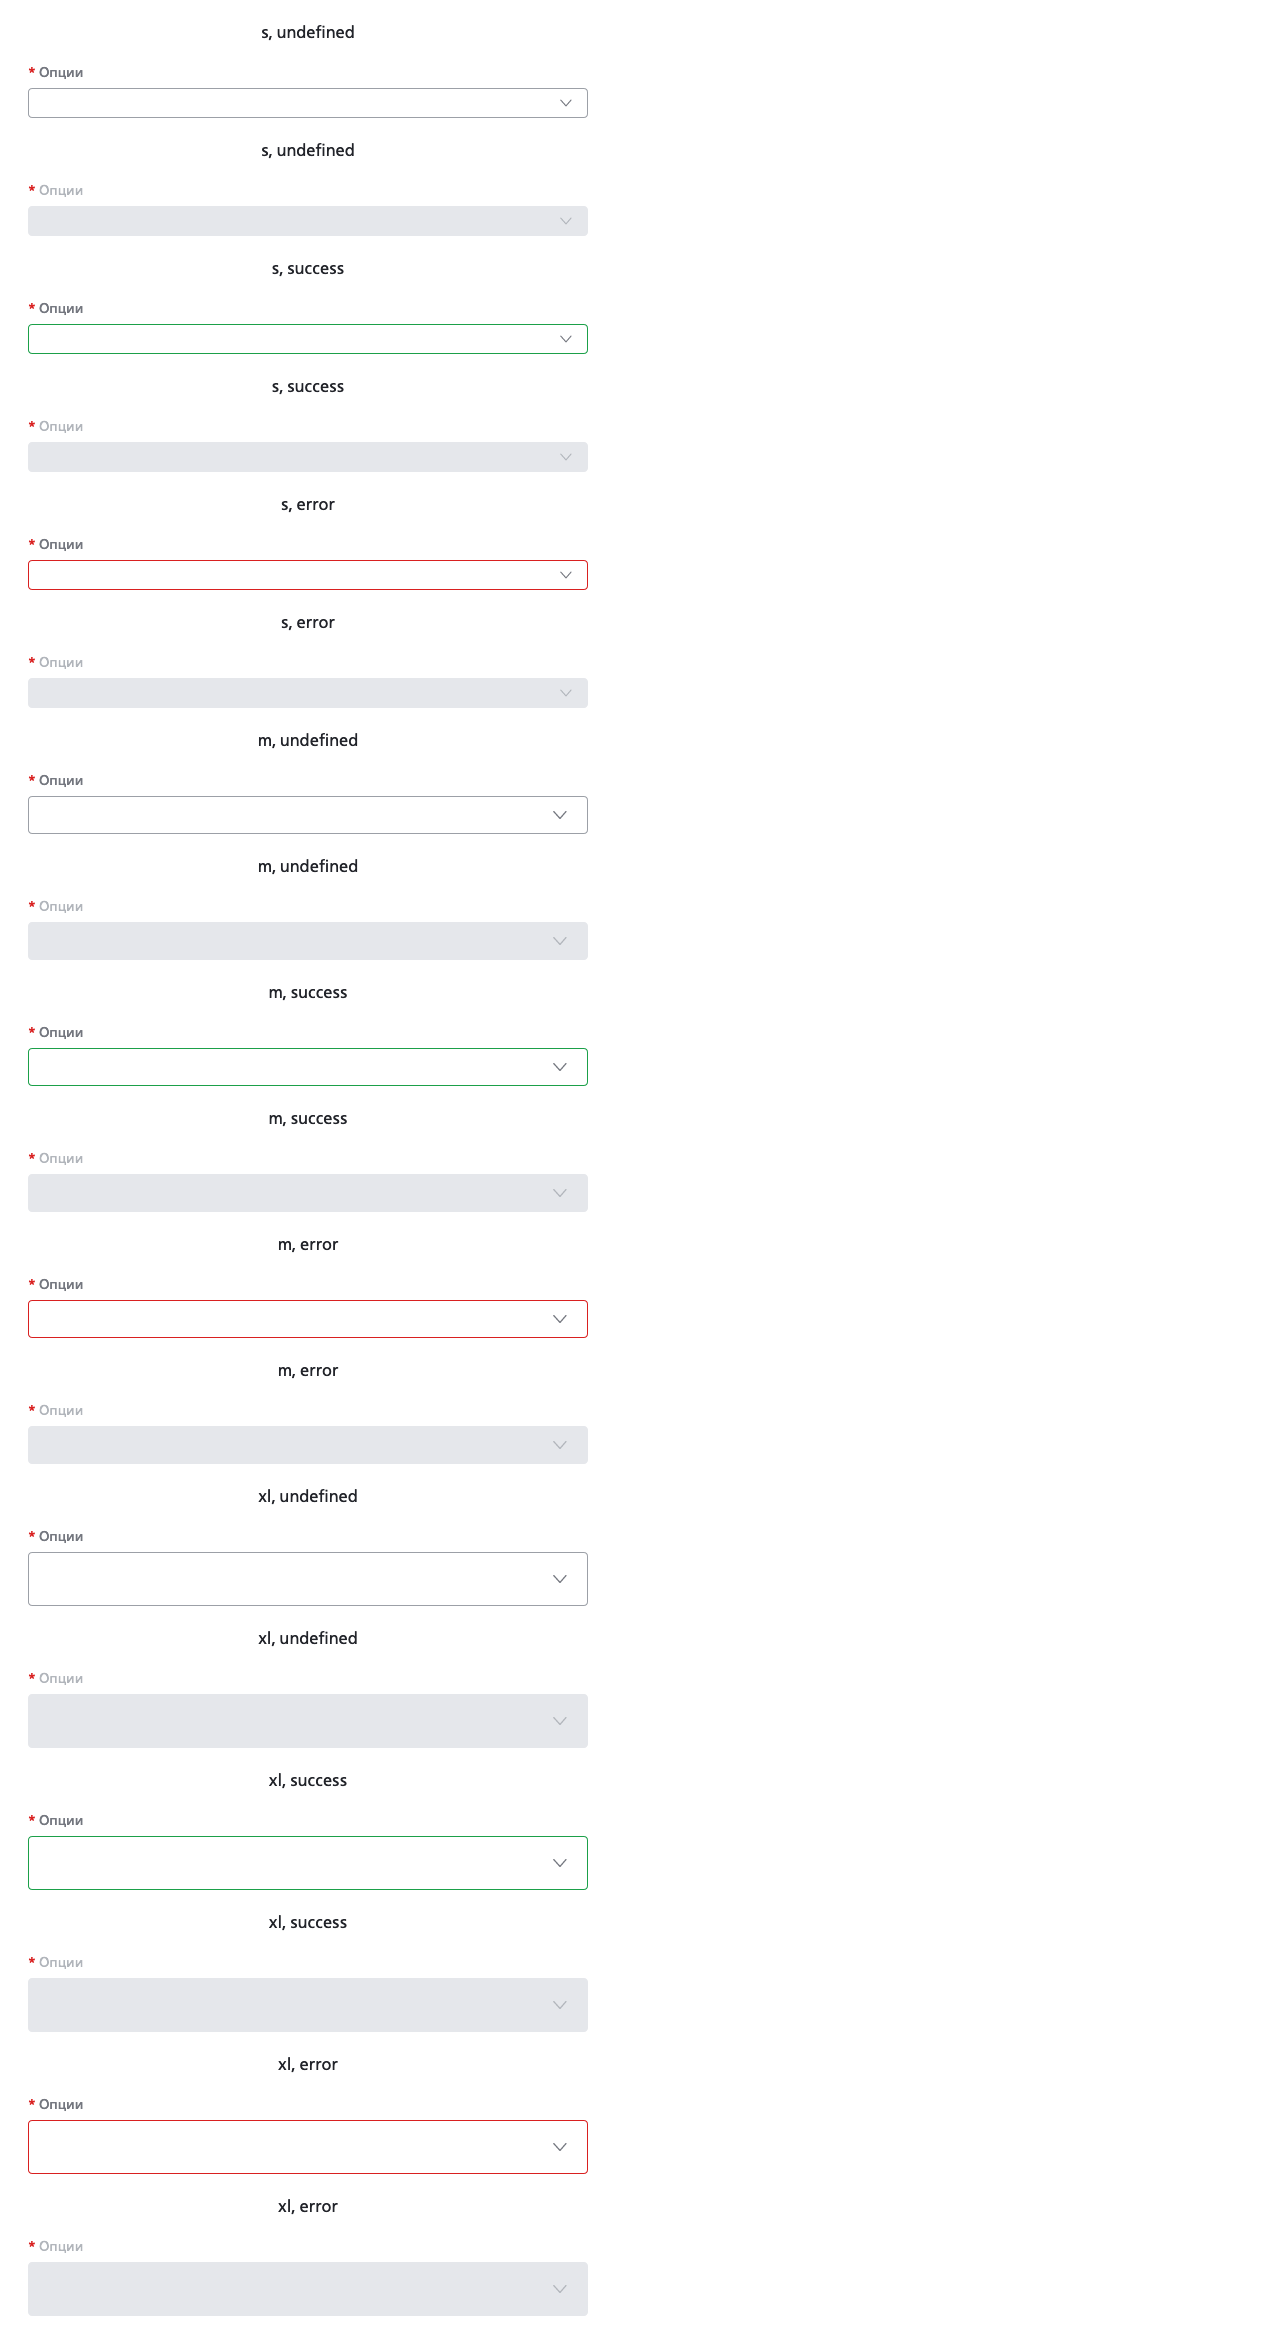 s, undefined
* Опции
s, undefined
* Опции
s, success
* Опции
s, success
* Опции
s, error
* Опции
s, error
* Опции
m, undefined
* Опции
m, undefined
* Опции
m, success
* Опции
m, success
* Опции
m, error
* Опции
m, error
* Опции
xl, undefined
* Опции
xl, undefined
* Опции
xl, success
* Опции
xl, success
* Опции
xl, error
* Опции
xl, error
* Опции